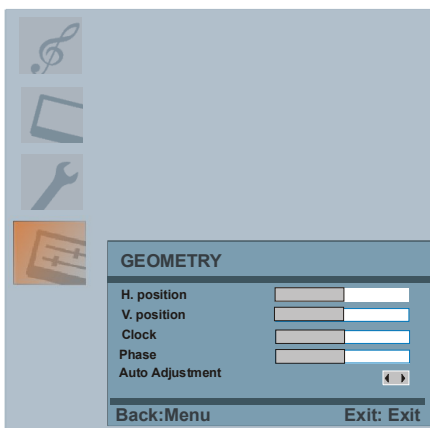 GEOMETRY
H. position
V. position
Clock
Phase
Auto Adjustment
Back:Menu Exit: Exit